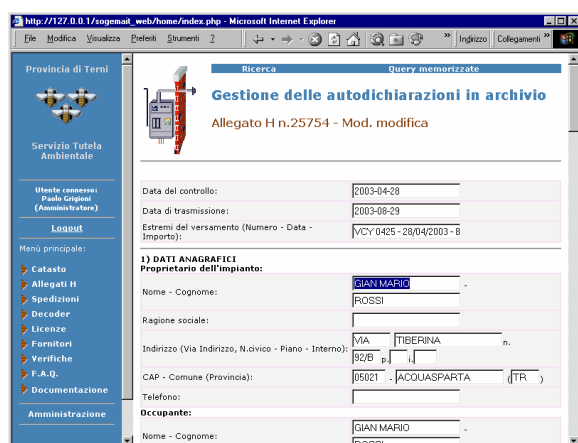 http://127.0.0.1/sogemait_web/home/index.php - Microsoft Internet Explorer
File Modifica Visualizza Preferiti Strumenti ? » Indirizzo Collegamenti »
Provincia di Terni
Servizio Tutela
Ambientale
Utente connesso:
Paolo Grigioni
(Amministratore)
Logout
Menù principale:
Catasto
Allegati H
Spedizioni
Decoder
Licenze
Fornitori
Verifiche
F.A.Q.
Documentazione
Amministrazione
Ricerca Query memorizzate
Gestione delle autodichiarazioni in archivio
Allegato H n.25754 - Mod. modifica
Data del controllo: 2003-04-28
Data di trasmissione: 2003-08-29
Estremi del versamento (Numero - Data - Importo): VCY 0425 - 28/04/2003 - 8
1) DATI ANAGRAFICI
Proprietario dell'impianto:
Nome - Cognome: GIAN MARIO -
ROSSI
Ragione sociale:
Indirizzo (Via Indirizzo, N.civico - Piano - Interno): VIA TIBERINA n.
92/B p. i.
CAP - Comune (Provincia): 05021 - ACQUASPARTA (TR )
Telefono:
Occupante:
Nome - Cognome: GIAN MARIO -
ROSSI